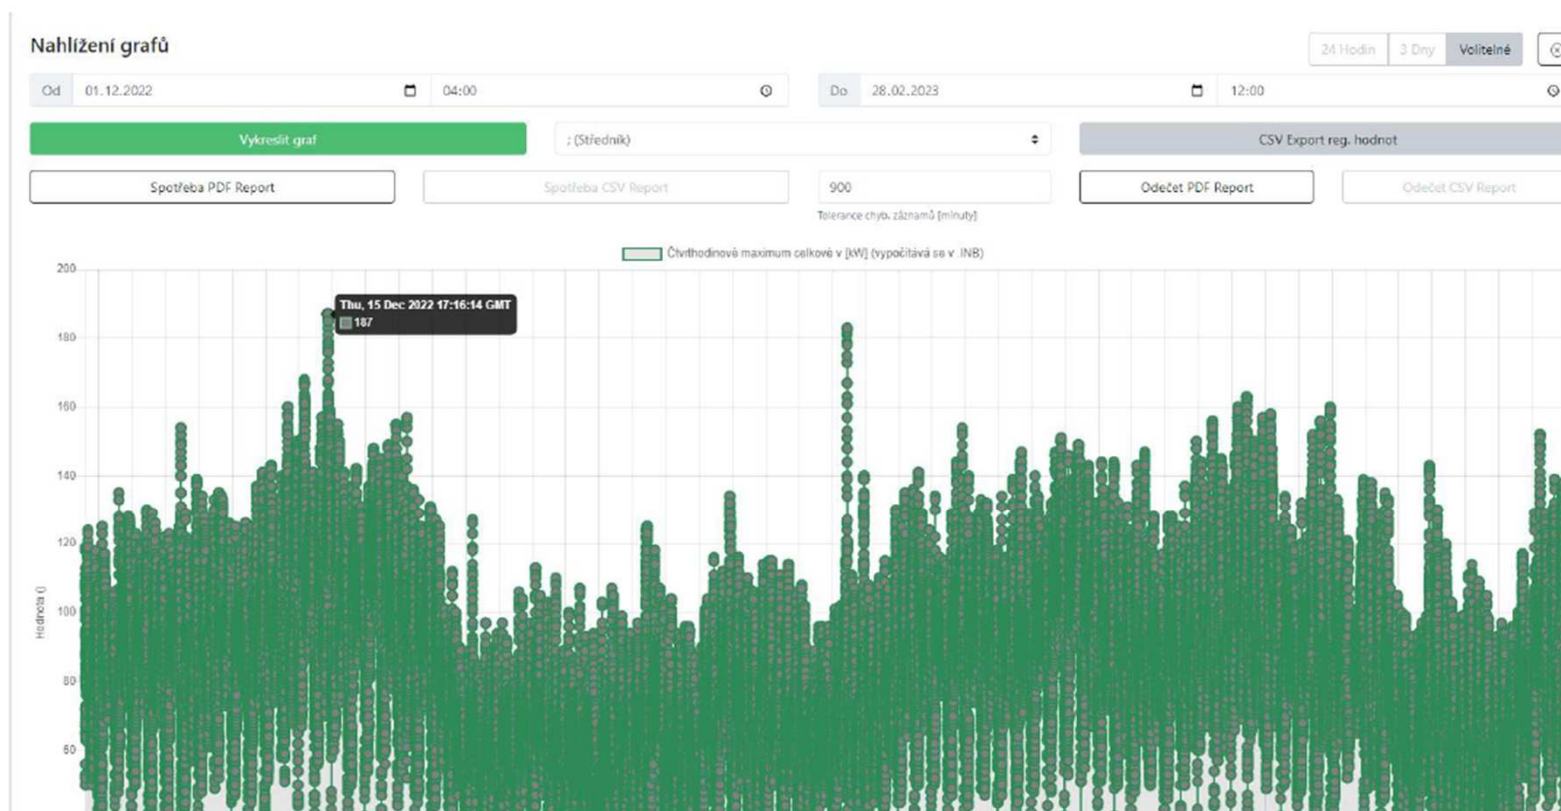 Nahlížení grafů
24 Hodin 3 Dny Volitelné
Od 01.12.2022 04:00 Do 28.02.2023 12:00
Vykreslit graf ; (Středník) CSV Export reg. hodnot
Spotřeba PDF Report Spotřeba CSV Report 900 Odečet PDF Report Odečet CSV Report
Tolerance chyb. záznamů [minuty]
Čtvrthodinové maximum celkové v [kW] (vypočítává se v .INB)
200
Thu, 15 Dec 2022 17:16:14 GMT
187
180
160
140
120
100
Hodnota ()
80
60